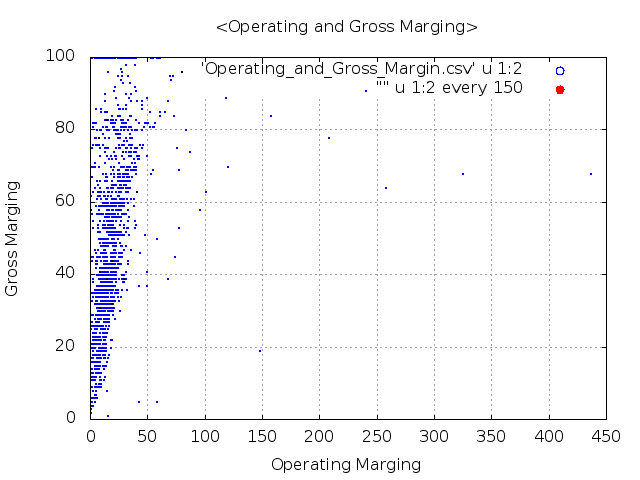 <Operating and Gross Marging>
'Operating_and_Gross_Margin.csv' u 1:2
"" u 1:2 every 150
Gross Marging
100
80
60
40
20
0
0 50 100 150 200 250 300 350 400 450
Operating Marging